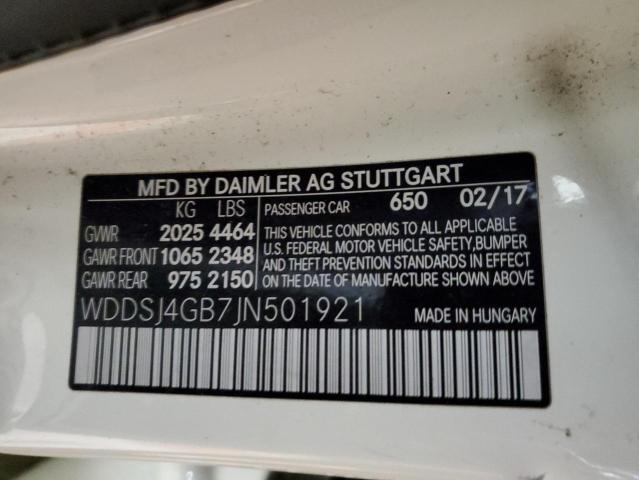 MFD BY DAIMLER AG STUTTGART
KG LBS
GVWR 2025 4464
GAWR FRONT 1065 2348
GAWR REAR 975 2150
PASSENGER CAR 650 02/17
THIS VEHICLE CONFORMS TO ALL APPLICABLE
U.S. FEDERAL MOTOR VEHICLE SAFETY,BUMPER
AND THEFT PREVENTION STANDARDS IN EFFECT
ON THE DATE OF MANUFACTURE SHOWN ABOVE.
WDDSJ4GB7JN501921
MADE IN HUNGARY